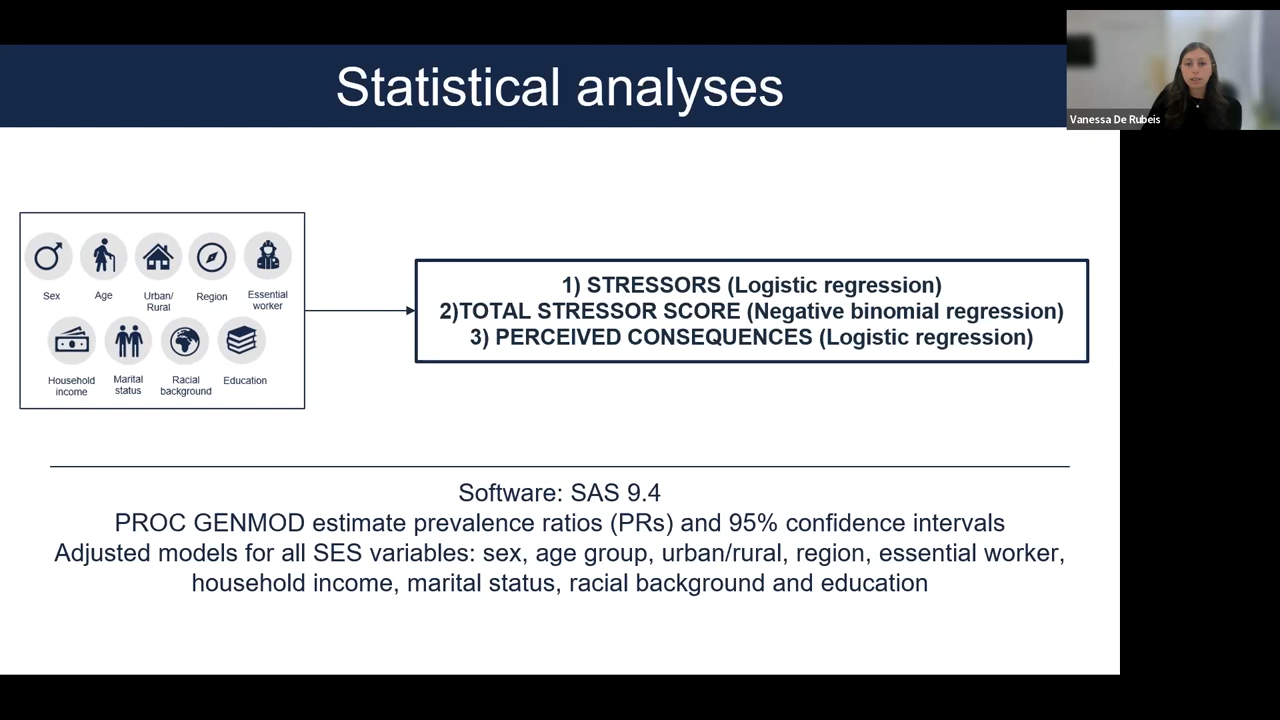 Statistical analyses
Vanessa De Rubeis
Sex
Age
Urban/
Rural
Region
Essential
worker
Household
income
Marital
status
Racial
background
Education
1) STRESSORS (Logistic regression)
2)TOTAL STRESSOR SCORE (Negative binomial regression)
3) PERCEIVED CONSEQUENCES (Logistic regression)
Software: SAS 9.4
PROC GENMOD estimate prevalence ratios (PRs) and 95% confidence intervals
Adjusted models for all SES variables: sex, age group, urban/rural, region, essential worker,
household income, marital status, racial background and education